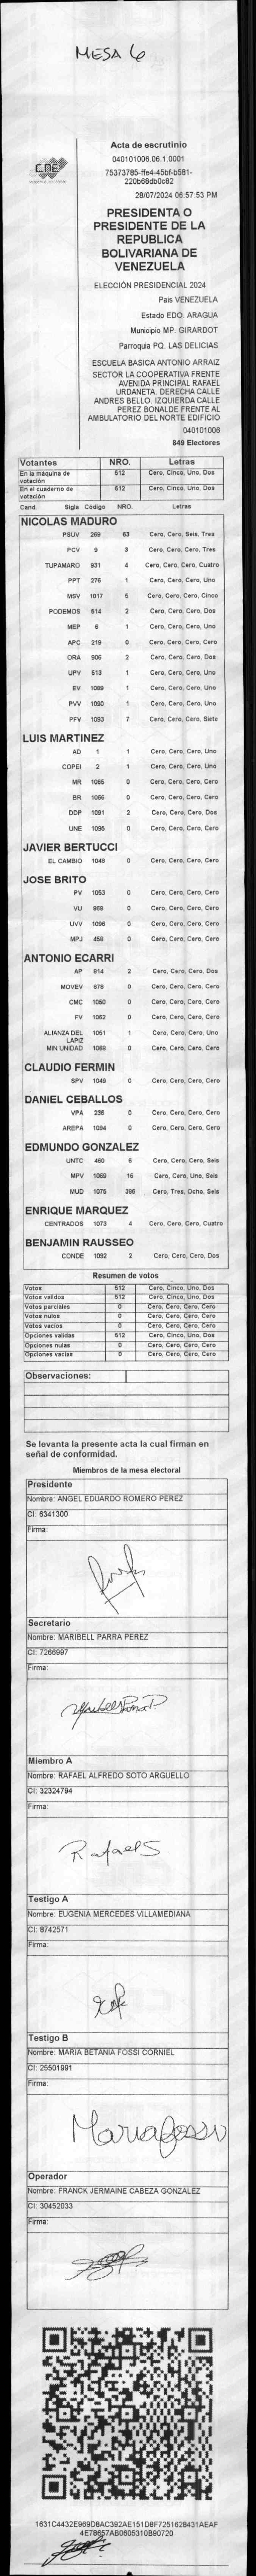 MESA 6
CNE
Acta de escrutinio
040101006.06.1.0001
75373785-ffe4-45bf-b581-
220b68db0c82
28/07/2024 06:57:53 PM
PRESIDENTA O
PRESIDENTE DE LA
REPUBLICA
BOLIVARIANA DE
VENEZUELA
ELECCIÓN PRESIDENCIAL 2024
Pais VENEZUELA
Estado EDO. ARAGUA
Municipio MP. GIRARDOT
Parroquia PQ. LAS DELICIAS
ESCUELA BASICA ANTONIO ARRAIZ
SECTOR LA COOPERATIVA FRENTE
AVENIDA PRINCIPAL RAFAEL
URDANETA. DERECHA CALLE
ANDRES BELLO. IZQUIERDA CALLE
PEREZ BONALDE FRENTE AL
AMBULATORIO DEL NORTE EDIFICIO
040101006
849 Electores
Votantes NRO. Letras
En la máquina de votación 512 Cero, Cinco, Uno, Dos
En el cuaderno de votación 512 Cero, Cinco, Uno, Dos
Cand. Sigla Código NRO. Letras
NICOLAS MADURO
PSUV 269 63 Cero, Cero, Seis, Tres
PCV 9 3 Cero, Cero, Cero, Tres
TUPAMARO 931 4 Cero, Cero, Cero, Cuatro
PPT 276 1 Cero, Cero, Cero, Uno
MSV 1017 5 Cero, Cero, Cero, Cinco
PODEMOS 514 2 Cero, Cero, Cero, Dos
MEP 6 1 Cero, Cero, Cero, Uno
APC 219 0 Cero, Cero, Cero, Cero
ORA 906 2 Cero, Cero, Cero, Dos
UPV 513 1 Cero, Cero, Cero, Uno
EV 1089 1 Cero, Cero, Cero, Uno
PVV 1090 1 Cero, Cero, Cero, Uno
PFV 1093 7 Cero, Cero, Cero, Siete
LUIS MARTINEZ
AD 1 1 Cero, Cero, Cero, Uno
COPEI 2 1 Cero, Cero, Cero, Uno
MR 1065 0 Cero, Cero, Cero, Cero
BR 1066 0 Cero, Cero, Cero, Cero
DDP 1091 2 Cero, Cero, Cero, Dos
UNE 1095 0 Cero, Cero, Cero, Cero
JAVIER BERTUCCI
EL CAMBIO 1048 0 Cero, Cero, Cero, Cero
JOSE BRITO
PV 1053 0 Cero, Cero, Cero, Cero
VU 868 0 Cero, Cero, Cero, Cero
UVV 1096 0 Cero, Cero, Cero, Cero
MPJ 458 0 Cero, Cero, Cero, Cero
ANTONIO ECARRI
AP 914 2 Cero, Cero, Cero, Dos
MOVEV 679 0 Cero, Cero, Cero, Cero
CMC 1050 0 Cero, Cero, Cero, Cero
FV 1062 0 Cero, Cero, Cero, Cero
ALIANZA DEL LAPIZ 1051 1 Cero, Cero, Cero, Uno
MIN UNIDAD 1068 0 Cero, Cero, Cero, Cero
CLAUDIO FERMIN
SPV 1049 0 Cero, Cero, Cero, Cero
DANIEL CEBALLOS
VPA 236 0 Cero, Cero, Cero, Cero
AREPA 1094 0 Cero, Cero, Cero, Cero
EDMUNDO GONZALEZ
UNTC 460 6 Cero, Cero, Cero, Seis
MPV 1069 16 Cero, Cero, Uno, Seis
MUD 1075 386 Cero, Tres, Ocho, Seis
ENRIQUE MARQUEZ
CENTRADOS 1073 4 Cero, Cero, Cero, Cuatro
BENJAMIN RAUSSEO
CONDE 1092 2 Cero, Cero, Cero, Dos
Resumen de votos
Votos 512 Cero, Cinco, Uno, Dos
Votos validos 512 Cero, Cinco, Uno, Dos
Votos parciales 0 Cero, Cero, Cero, Cero
Votos nulos 0 Cero, Cero, Cero, Cero
Votos vacios 0 Cero, Cero, Cero, Cero
Opciones validas 512 Cero, Cinco, Uno, Dos
Opciones nulas 0 Cero, Cero, Cero, Cero
Opciones vacias 0 Cero, Cero, Cero, Cero
Observaciones:
Se levanta la presente acta la cual firman en
señal de conformidad.
Miembros de la mesa electoral
Presidente
Nombre: ANGEL EDUARDO ROMERO PEREZ
CI: 6341300
Firma:
Secretario
Nombre: MARIBELL PARRA PEREZ
CI: 7266997
Firma:
Miembro A
Nombre: RAFAEL ALFREDO SOTO ARGUELLO
CI: 32324794
Firma:
Rafael S
Testigo A
Nombre: EUGENIA MERCEDES VILLAMEDIANA
CI: 8742571
Firma:
Testigo B
Nombre: MARIA BETANIA FOSSI CORNIEL
CI: 25501991
Firma:
Maria Fossi
Operador
Nombre: FRANCK JERMAINE CABEZA GONZALEZ
CI: 30452033
Firma:
1631C4432E969D8AC392AE151D8F7251628431AEAF
4E78657AB0605310B90720